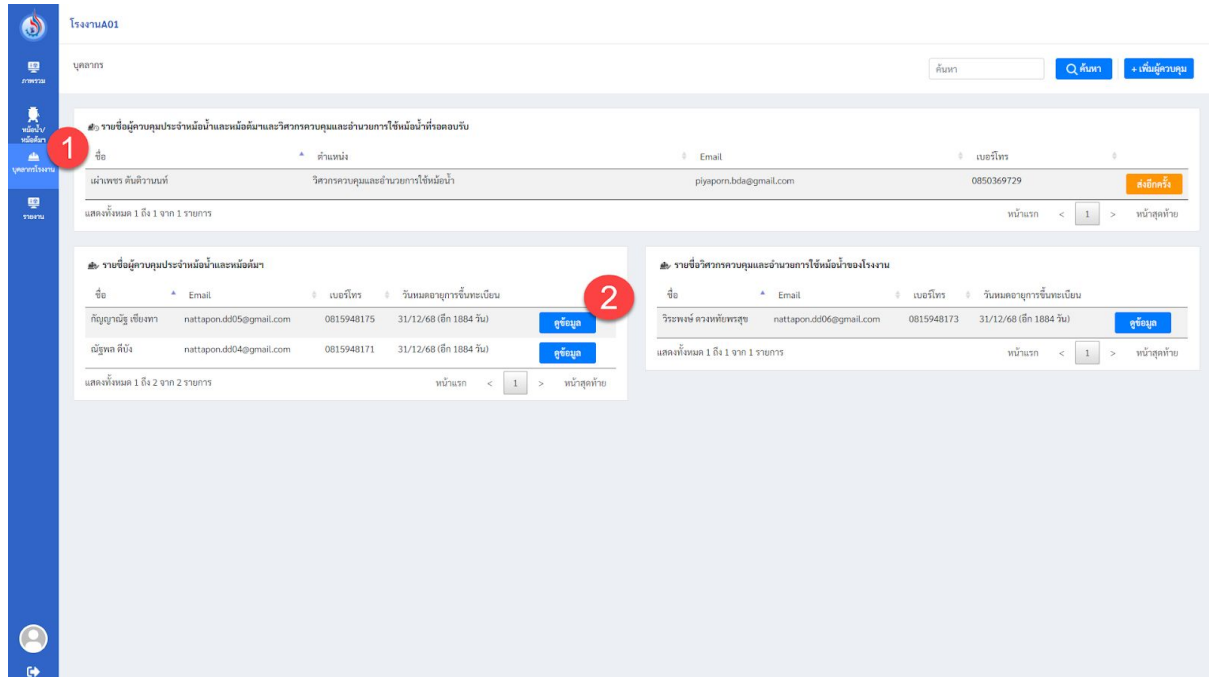 โรงงานA01
ภาพรวม
บุคลากร
ค้นหา ค้นหา + เพิ่มผู้ควบคุม
หม้อน้ำ/
หม้อต้มฯ
รายชื่อผู้ควบคุมประจำหม้อน้ำและหม้อต้มฯและวิศวกรควบคุมและอำนวยการใช้หม้อน้ำที่รอตอบรับ
1
บุคลากรโรงงาน
ชื่อ ตำแหน่ง Email เบอร์โทร
เผ่าเพชร ตันติวานนท์ วิศวกรควบคุมและอำนวยการใช้หม้อน้ำ piyaporn.bda@gmail.com 0850369729 ส่งอีกครั้ง
รายงาน
แสดงทั้งหมด 1 ถึง 1 จาก 1 รายการ หน้าแรก < 1 > หน้าสุดท้าย
รายชื่อผู้ควบคุมประจำหม้อน้ำและหม้อต้มฯ
2
ชื่อ Email เบอร์โทร วันหมดอายุการขึ้นทะเบียน
กัญญาณัฐ เขียงทา nattapon.dd05@gmail.com 0815948175 31/12/68 (อีก 1884 วัน) ดูข้อมูล
ณัฐพล ดีบัง nattapon.dd04@gmail.com 0815948171 31/12/68 (อีก 1884 วัน) ดูข้อมูล
แสดงทั้งหมด 1 ถึง 2 จาก 2 รายการ หน้าแรก < 1 > หน้าสุดท้าย
รายชื่อวิศวกรควบคุมและอำนวยการใช้หม้อน้ำของโรงงาน
ชื่อ Email เบอร์โทร วันหมดอายุการขึ้นทะเบียน
วิระพงษ์ ดวงหทัยพรสุข nattapon.dd06@gmail.com 0815948173 31/12/68 (อีก 1884 วัน) ดูข้อมูล
แสดงทั้งหมด 1 ถึง 1 จาก 1 รายการ หน้าแรก < 1 > หน้าสุดท้าย